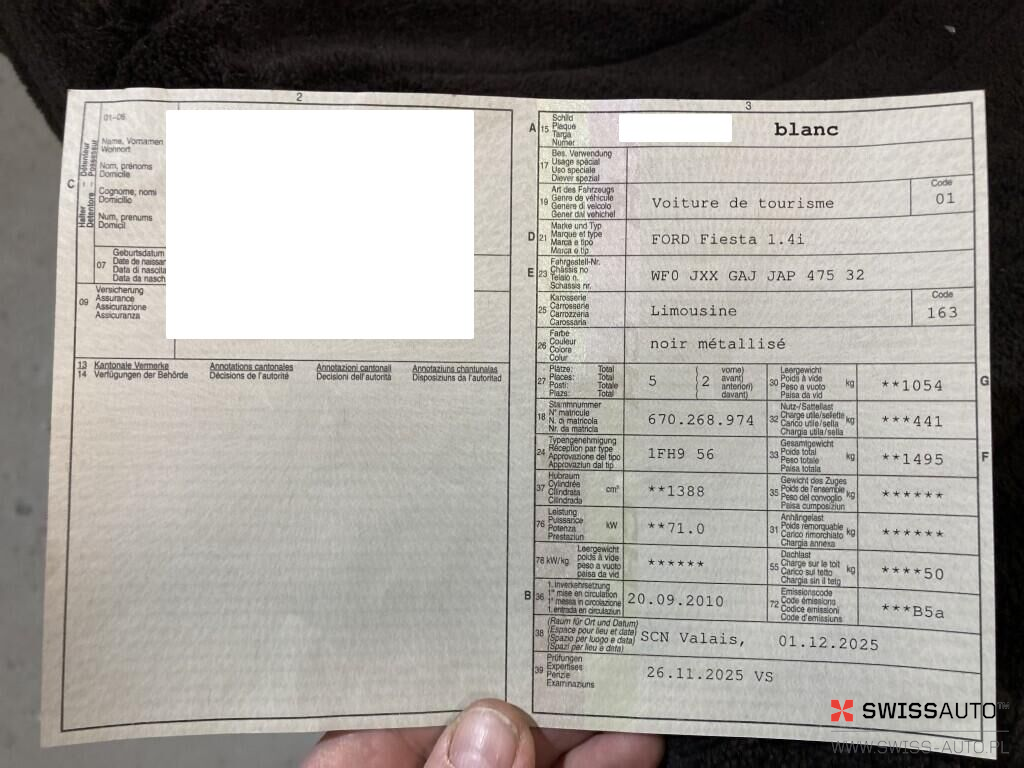 2
01-06
C
Halter Détenteur
Detentore Possessur
Name, Vornamen
Wohnort
Nom, prénoms
Domicile
Cognome, nomi
Domicilio
Num, prenums
Domicil
07
Geburtsdatum
Date de naissan
Data di nascita
Data da nasch
09
Versicherung
Assurance
Assicurazione
Assicuranza
13 Kantonale Vermerke Annotations cantonales Annotazioni cantonali Annotaziuns chantunalas
14 Verfügungen der Behörde Décisions de l'autorité Decisioni dell'autorità Disposiziuns da l'autoritad
3
A 15
Schild
Plaque
Targa
Numer
blanc
17
Bes. Verwendung
Usage spécial
Uso speciale
Diever spezial
19
Art des Fahrzeugs
Genre de véhicule
Genere di veicolo
Gener dal vehichel
Voiture de tourisme
Code
01
D 21
Marke und Typ
Marque et type
Marca e tipo
Marca e tip
FORD Fiesta 1.4i
E 23
Fahrgestell-Nr.
Châssis no
Telaio n.
Schassis nr.
WF0 JXX GAJ JAP 475 32
25
Karosserie
Carrosserie
Carrozzeria
Carossaria
Limousine
Code
163
26
Farbe
Couleur
Colore
Colur
noir métallisé
27
Plätze: Total
Places: Total
Posti: Totale
Plazs: Total
5
2
vorne)
avant)
anteriori)
davant)
30
Leergewicht
Poids à vide
Peso a vuoto
Paisa da vid
kg
**1054
G
18
Stammnummer
N° matricule
N. di matricola
Nr. da matricla
670.268.974
32
Nutz-/Sattellast
Charge utile/sellette
Carico utile/sella
Chargia utila/sella
kg
***441
24
Typengenehmigung
Réception par type
Approvazione del tipo
Approvaziun dal tip
1FH9 56
33
Gesamtgewicht
Poids total
Peso totale
Paisa totala
kg
**1495
F
37
Hubraum
Cylindrée
Cilindrata
Cilindrada
cm³
**1388
35
Gewicht des Zuges
Poids de l'ensemble
Peso del convoglio
Paisa cumposiziun
kg
******
76
Leistung
Puissance
Potenza
Prestaziun
kW
**71.0
31
Anhängelast
Poids remorquable
Carico rimorchiato
Chargia annexa
kg
******
78 kW/kg
Leergewicht
poids à vide
peso a vuoto
paisa da vid
******
55
Dachlast
Charge sur le toit
Carico sul tetto
Chargia sin il tetg
kg
****50
B 36
1. Inverkehrsetzung
1re mise en circulation
1a messa in circolazione
1. entrada en circulaziun
20.09.2010
72
Emissionscode
Code émissions
Codice emissioni
Code d'emissiuns
***B5a
38
(Raum für Ort und Datum)
(Espace pour lieu et date)
(Spazio per luogo e data)
(Spazi per lieu e data)
SCN Valais, 01.12.2025
39
Prüfungen
Expertises
Perizie
Examinaziuns
26.11.2025 VS
SWISSAUTO™
WWW.SWISS-AUTO.PL